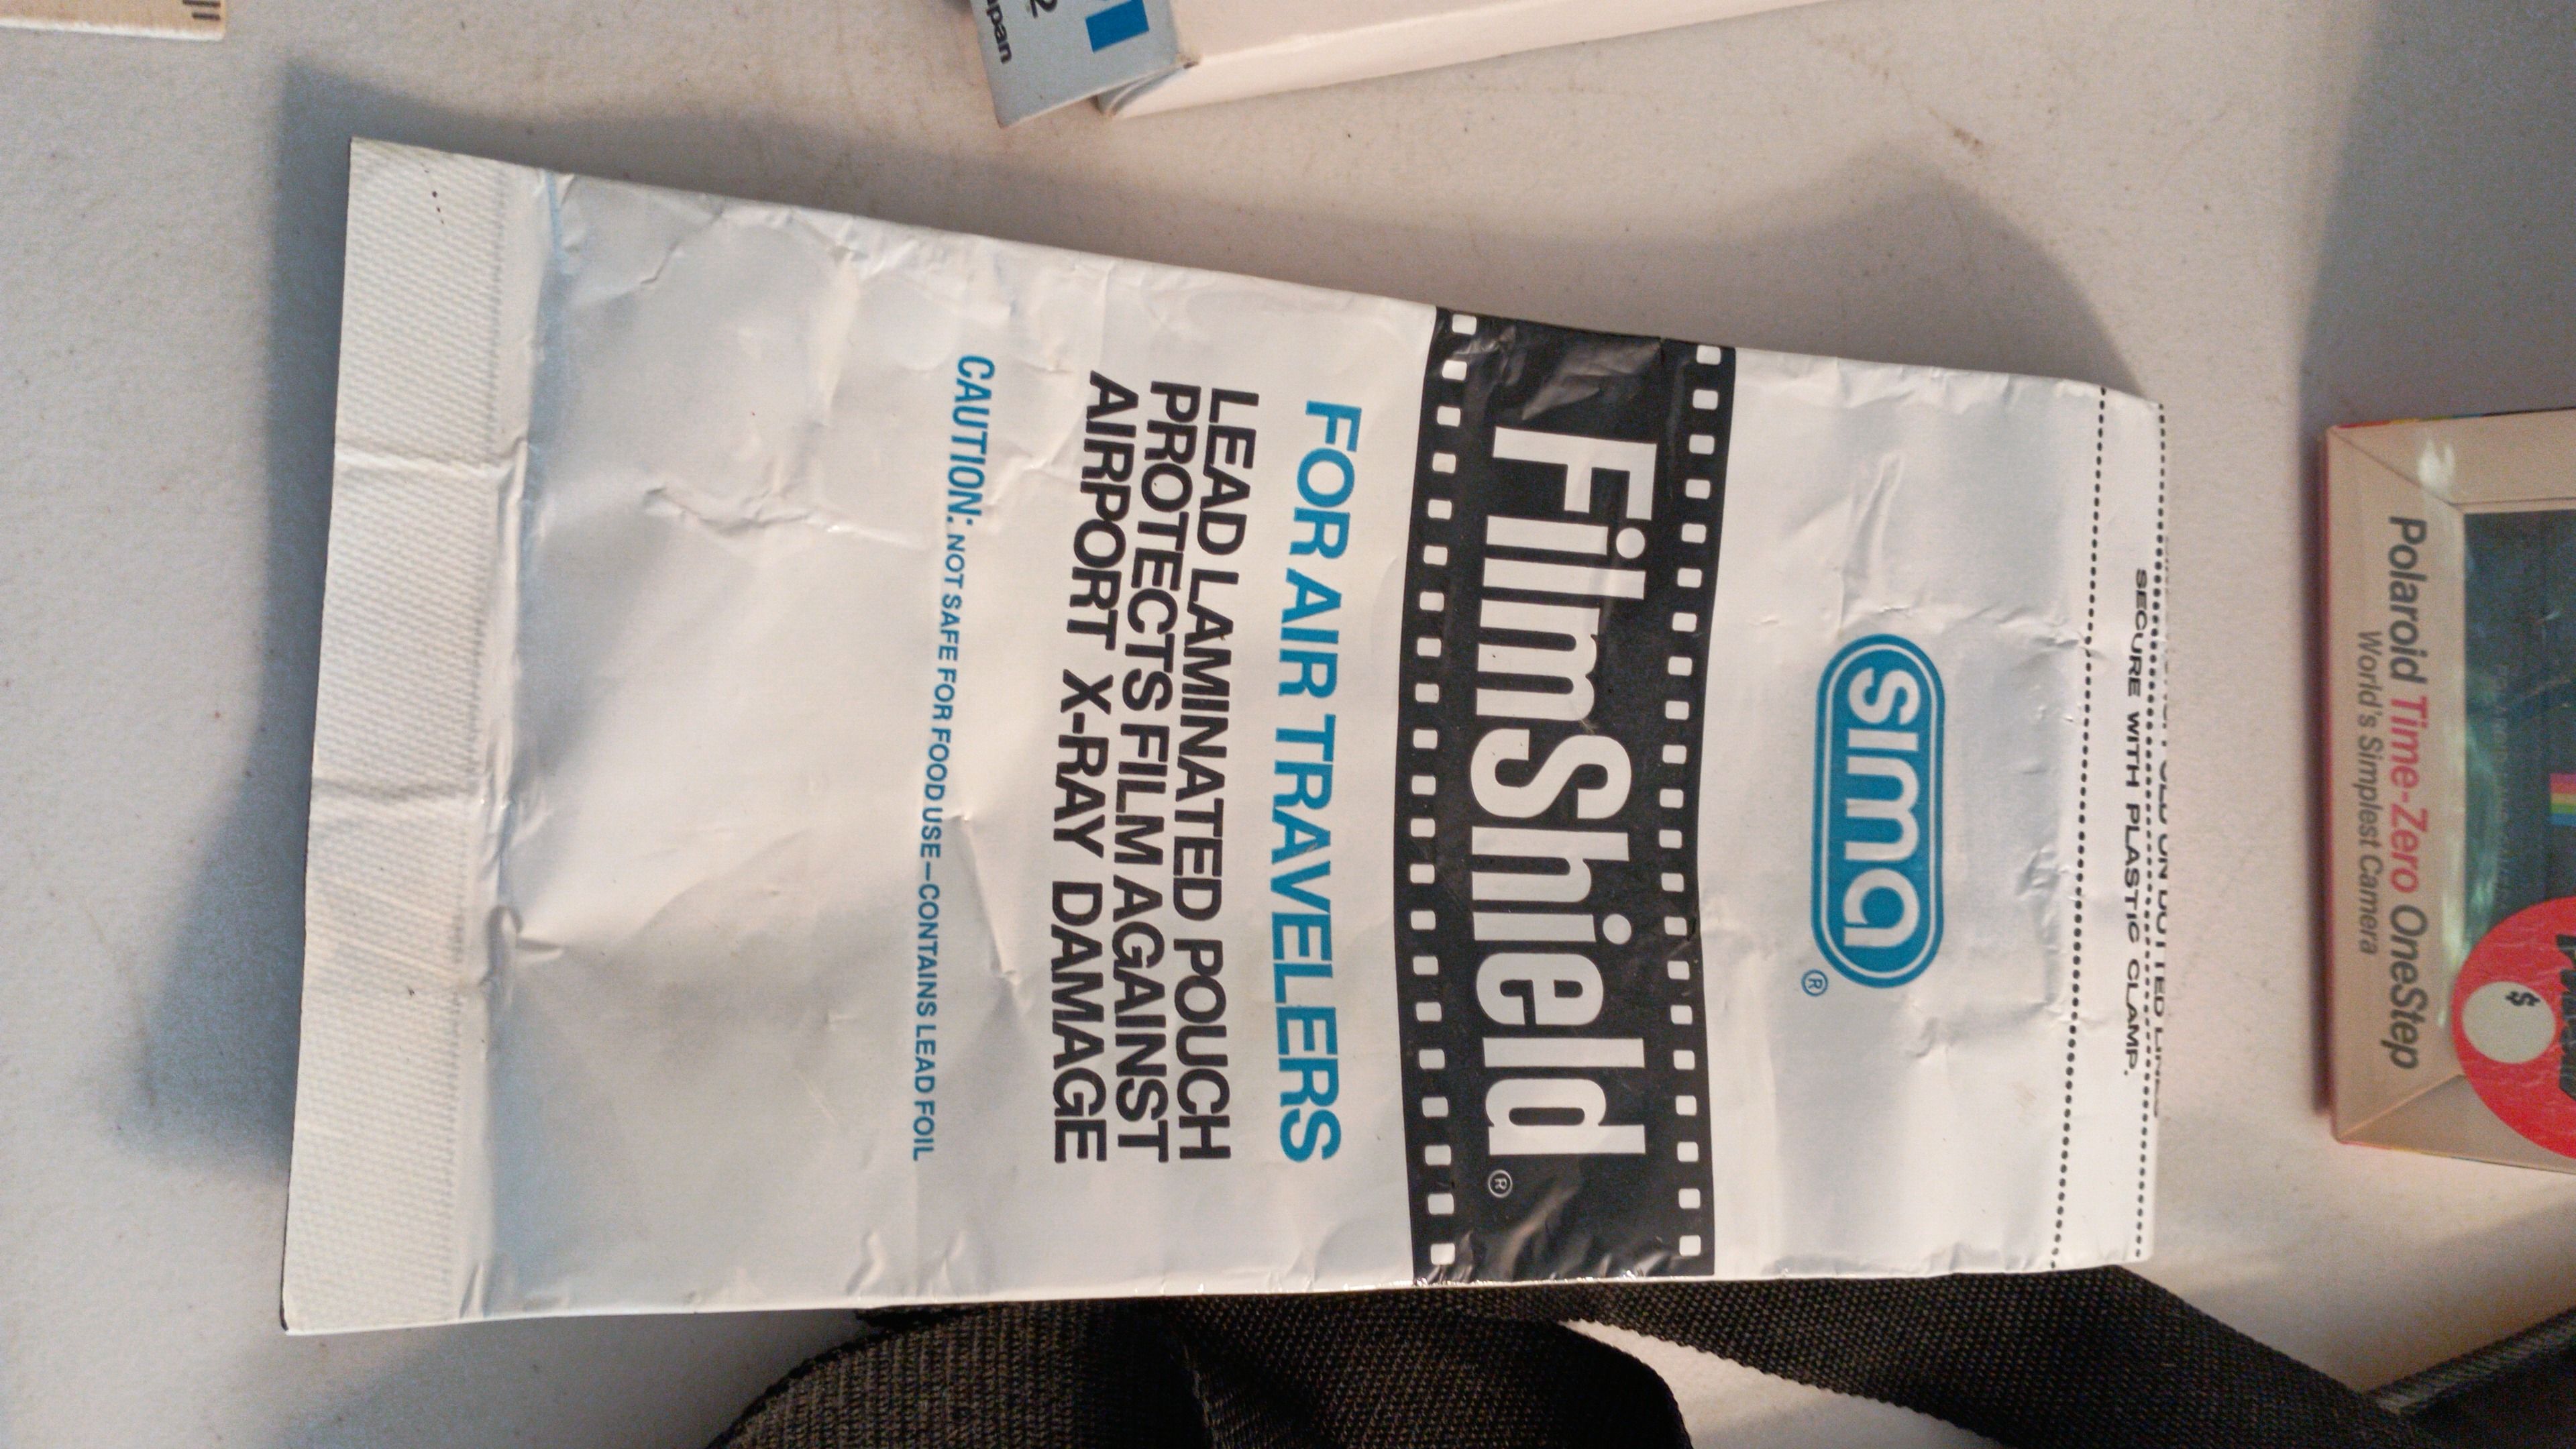 SECURE WITH PLASTIC CLAMP.
sima®
FilmShield®
FOR AIR TRAVELERS
LEAD LAMINATED POUCH
PROTECTS FILM AGAINST
AIRPORT X-RAY DAMAGE
CAUTION: NOT SAFE FOR FOOD USE–CONTAINS LEAD FOIL
Polaroid Time-Zero OneStep
World's Simplest Camera
$